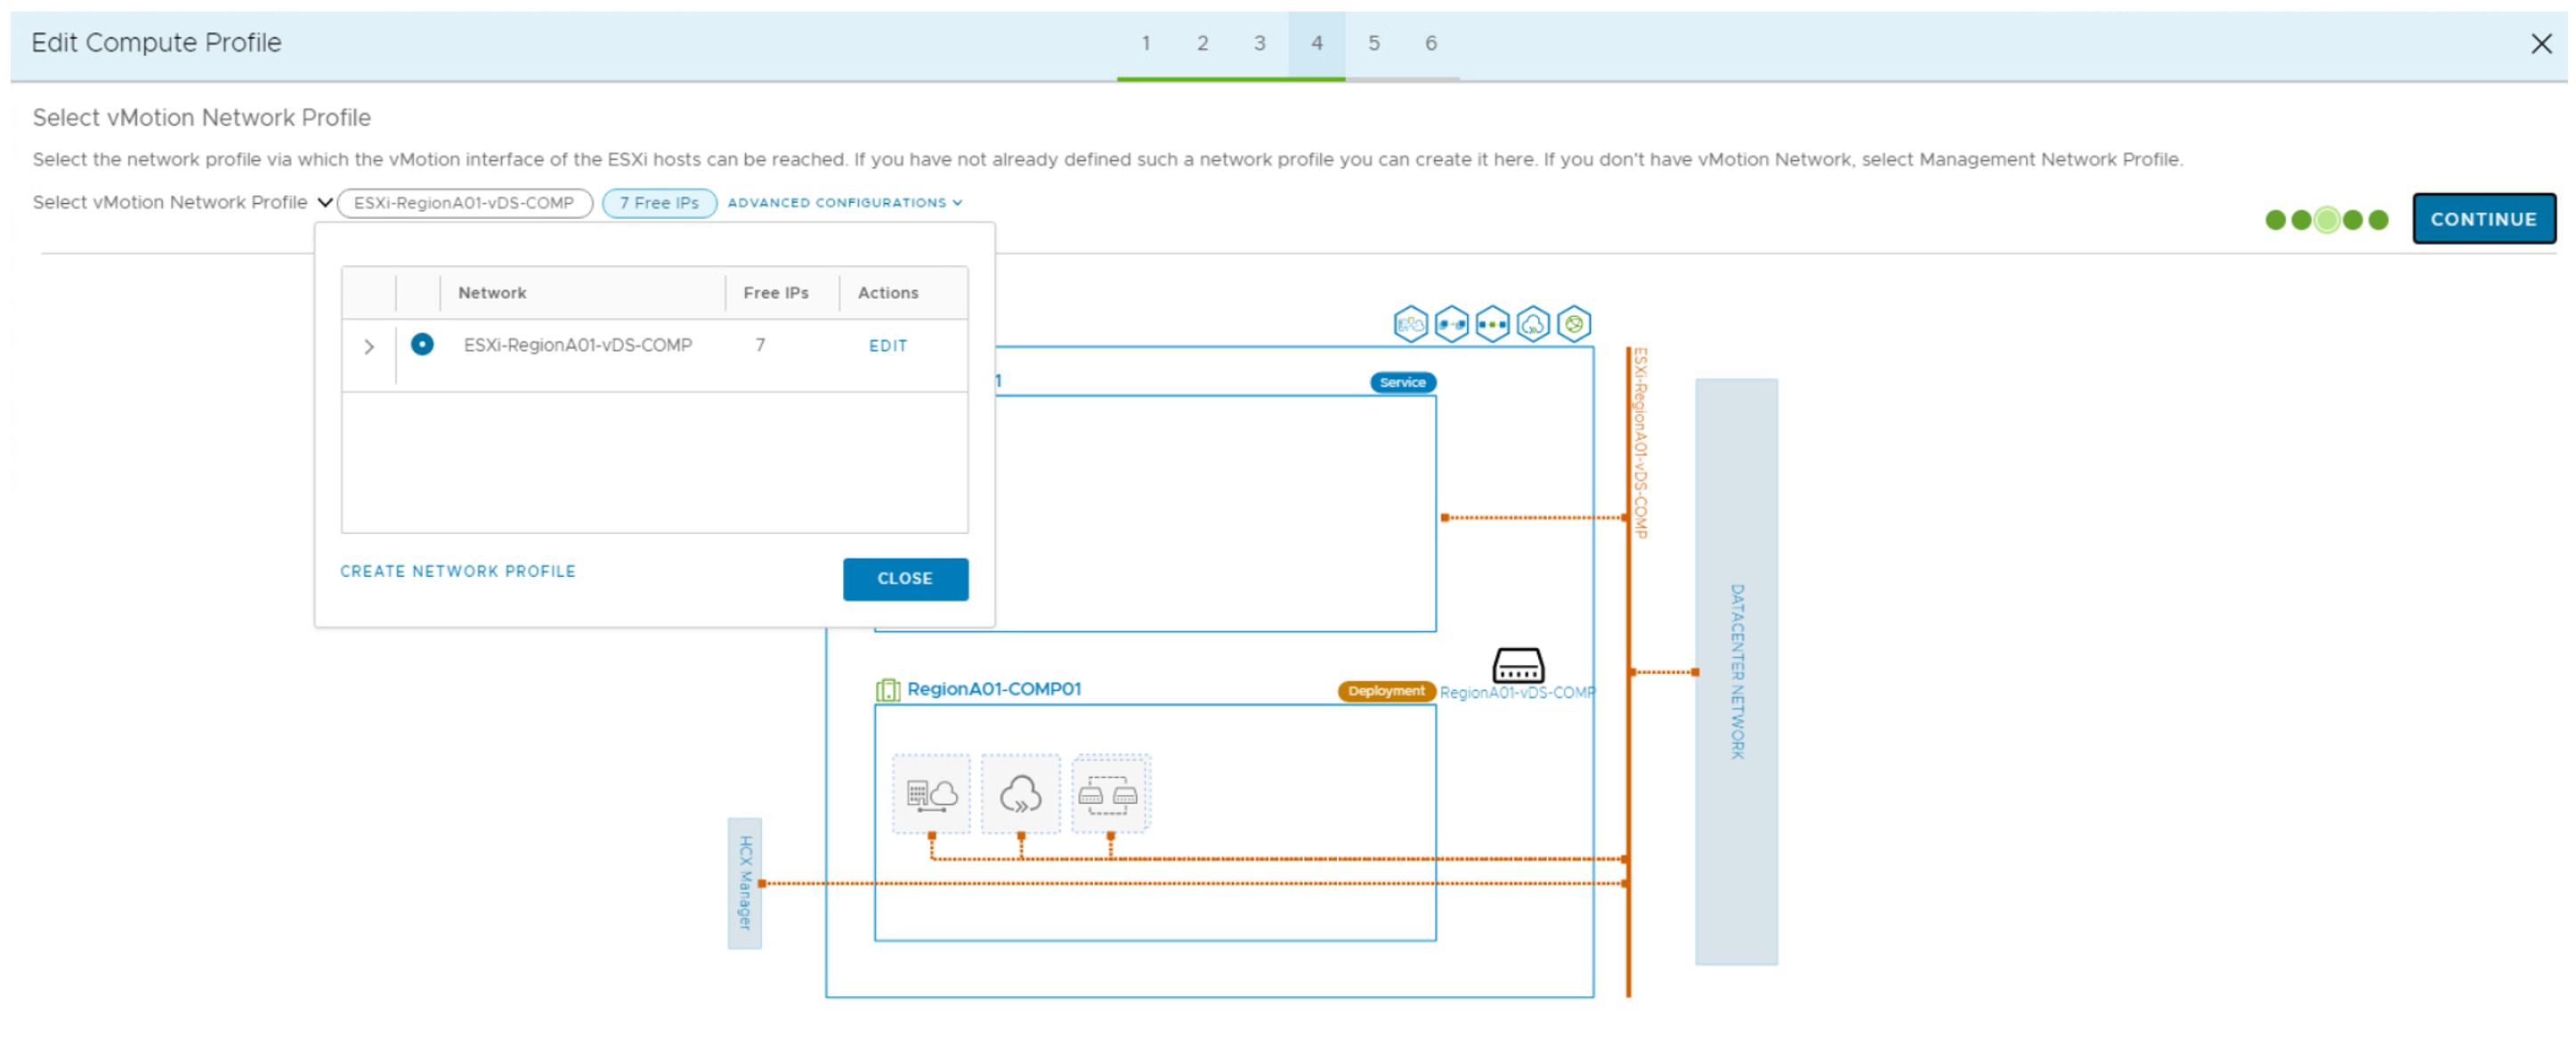 Edit Compute Profile
1 2 3 4 5 6
Select vMotion Network Profile
Select the network profile via which the vMotion interface of the ESXi hosts can be reached. If you have not already defined such a network profile you can create it here. If you don't have vMotion Network, select Management Network Profile.
Select vMotion Network Profile ESXi-RegionA01-vDS-COMP 7 Free IPs ADVANCED CONFIGURATIONS
CONTINUE
Network Free IPs Actions
ESXi-RegionA01-vDS-COMP 7 EDIT
CREATE NETWORK PROFILE CLOSE
1 Service
ESXi-RegionA01-vDS-COMP
DATACENTER NETWORK
RegionA01-COMP01 Deployment RegionA01-vDS-COMP
HCX Manager